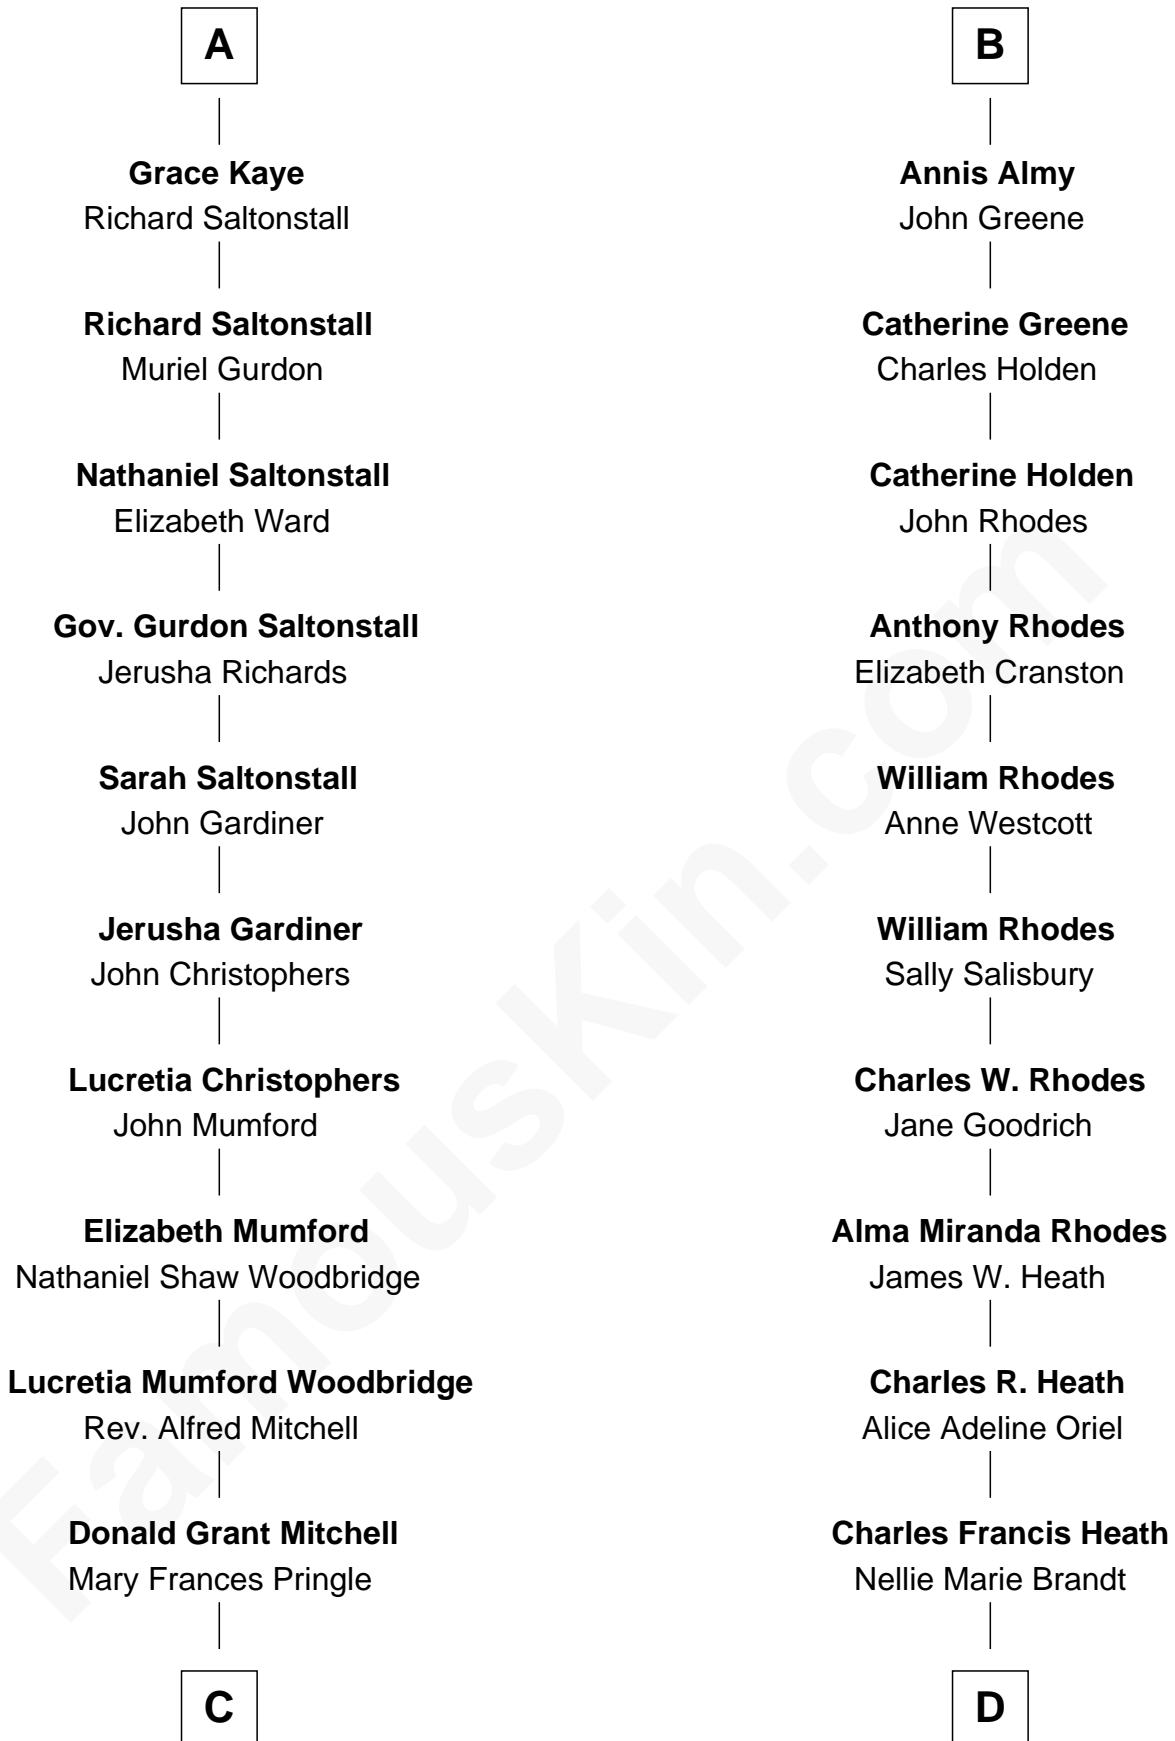 A
Grace Kaye
Richard Saltonstall
Richard Saltonstall
Muriel Gurdon
Nathaniel Saltonstall
Elizabeth Ward
Gov. Gurdon Saltonstall
Jerusha Richards
Sarah Saltonstall
John Gardiner
Jerusha Gardiner
John Christophers
Lucretia Christophers
John Mumford
Elizabeth Mumford
Nathaniel Shaw Woodbridge
Lucretia Mumford Woodbridge
Rev. Alfred Mitchell
Donald Grant Mitchell
Mary Frances Pringle
C
B
Annis Almy
John Greene
Catherine Greene
Charles Holden
Catherine Holden
John Rhodes
Anthony Rhodes
Elizabeth Cranston
William Rhodes
Anne Westcott
William Rhodes
Sally Salisbury
Charles W. Rhodes
Jane Goodrich
Alma Miranda Rhodes
James W. Heath
Charles R. Heath
Alice Adeline Oriel
Charles Francis Heath
Nellie Marie Brandt
D
FamousKin.com